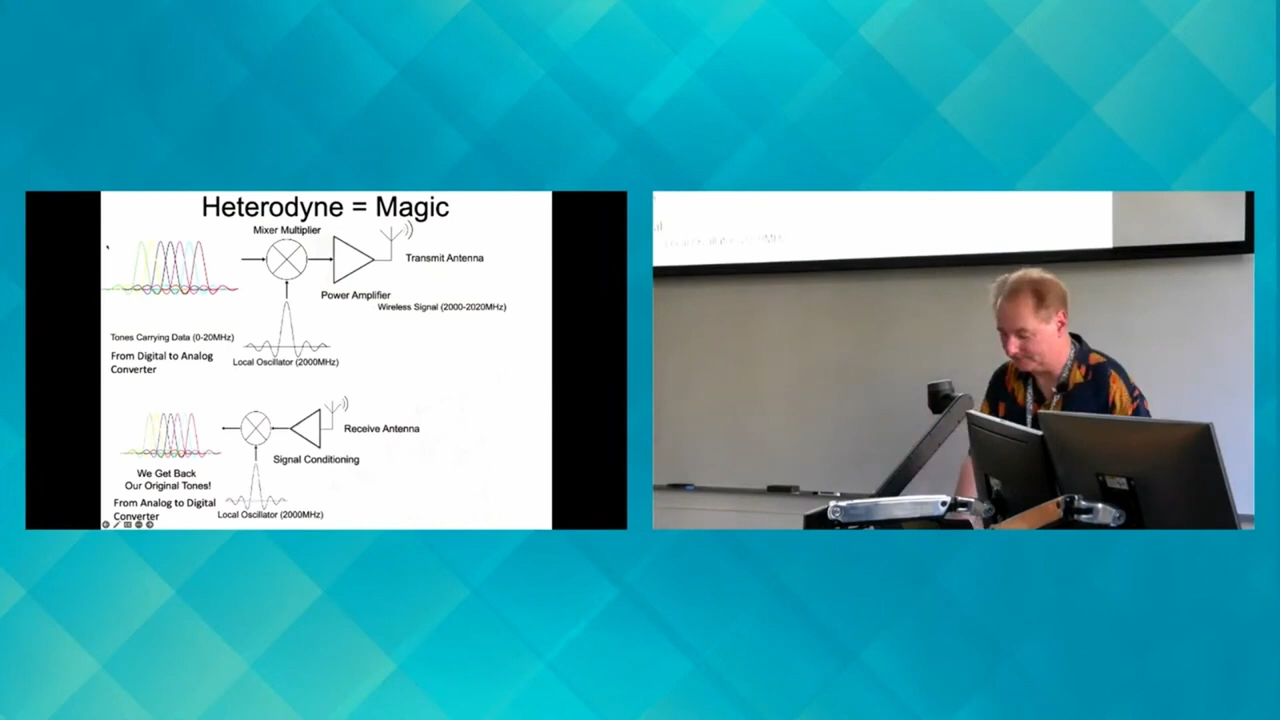 Heterodyne = Magic
Mixer Multiplier
Transmit Antenna
Power Amplifier
Wireless Signal (2000-2020MHz)
Tones Carrying Data (0-20MHz)
From Digital to Analog
Converter
Local Oscillator (2000MHz)
Receive Antenna
Signal Conditioning
We Get Back
Our Original Tones!
From Analog to Digital
Converter
Local Oscillator (2000MHz)